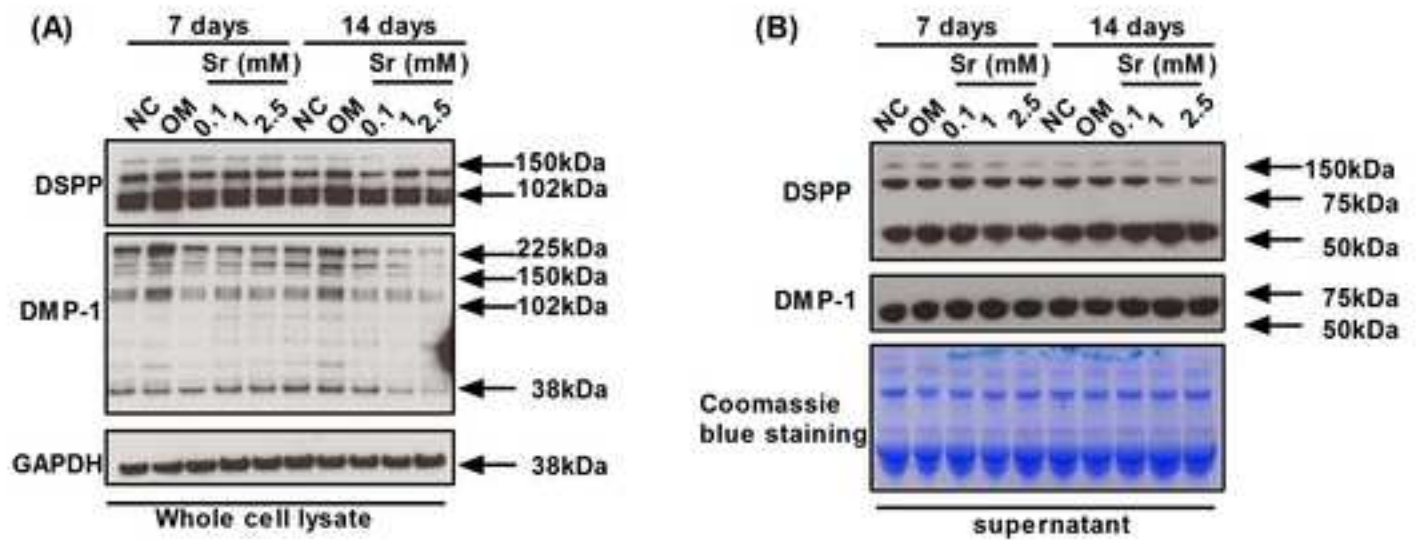 (A)
7 days 14 days
Sr (mM) Sr (mM)
NC OM 0.1 1 2.5 NC OM 0.1 1 2.5
DSPP
150kDa
102kDa
DMP-1
225kDa
150kDa
102kDa
38kDa
GAPDH
38kDa
Whole cell lysate
(B)
7 days 14 days
Sr (mM) Sr (mM)
NC OM 0.1 1 2.5 NC OM 0.1 1 2.5
DSPP
150kDa
75kDa
50kDa
DMP-1
75kDa
50kDa
Coomassie
blue staining
supernatant